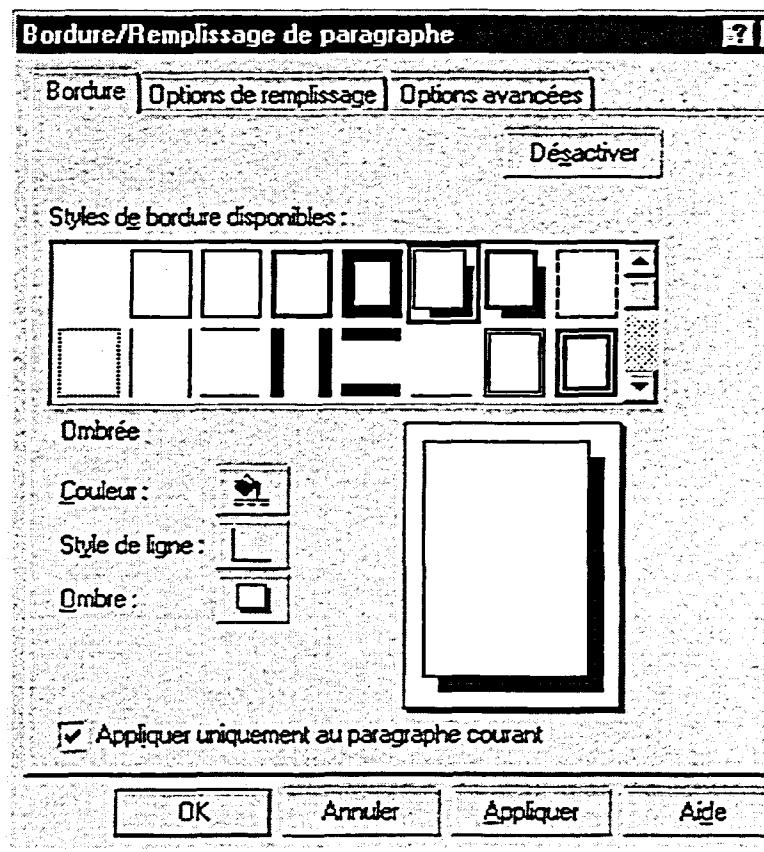 Bordure/Remplissage de paragraphe ?
Bordure Options de remplissage Options avancées
Désactiver
Styles de bordure disponibles :
Ombrée
Couleur :
Style de ligne :
Ombre :
Appliquer uniquement au paragraphe courant
OK Annuler Appliquer Aide